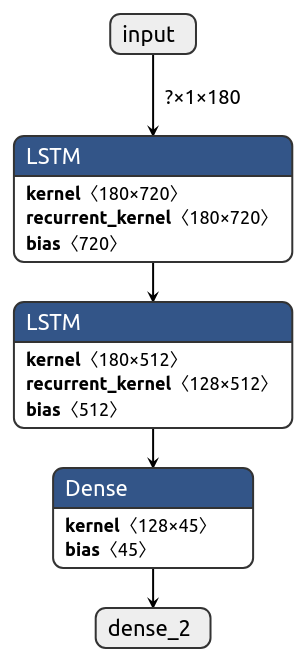 input
?×1×180
LSTM
kernel〈180×720〉
recurrent_kernel〈180×720〉
bias〈720〉
LSTM
kernel〈180×512〉
recurrent_kernel〈128×512〉
bias〈512〉
Dense
kernel〈128×45〉
bias〈45〉
dense_2